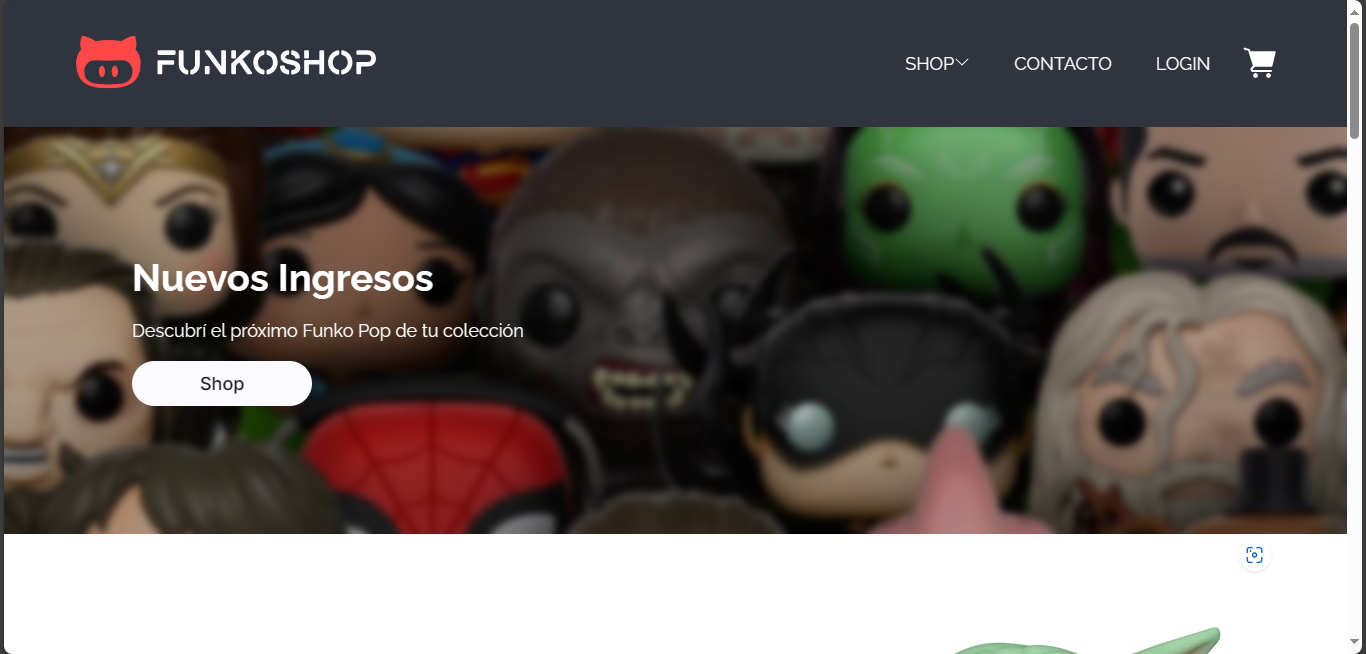 FUNKOSHOP
SHOP
CONTACTO
LOGIN
Nuevos Ingresos
Descubrí el próximo Funko Pop de tu colección
Shop